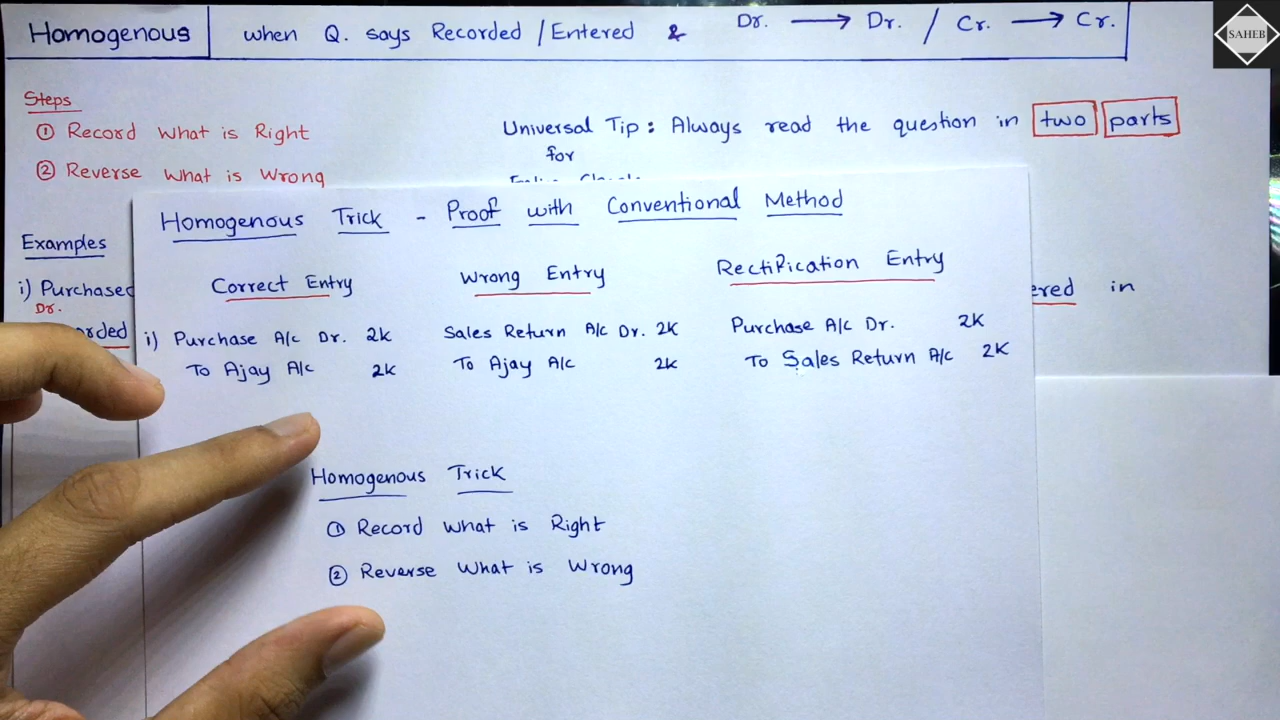 Homogenous when Q. says Recorded / Entered & Dr. → Dr. / Cr. → Cr.
SAHEB
Steps
① Record What is Right
② Reverse What is Wrong
Universal Tip : Always read the question in two parts
for
Homogenous Trick - Proof with Conventional Method
Examples
i) Purchased
Dr.
ered in
Correct Entry Wrong Entry Rectification Entry
i) Purchase A/c Dr. 2K Sales Return A/c Dr. 2K Purchase A/c Dr. 2K
To Ajay A/c 2K To Ajay A/c 2K To Sales Return A/c 2K
Homogenous Trick
① Record What is Right
② Reverse What is Wrong